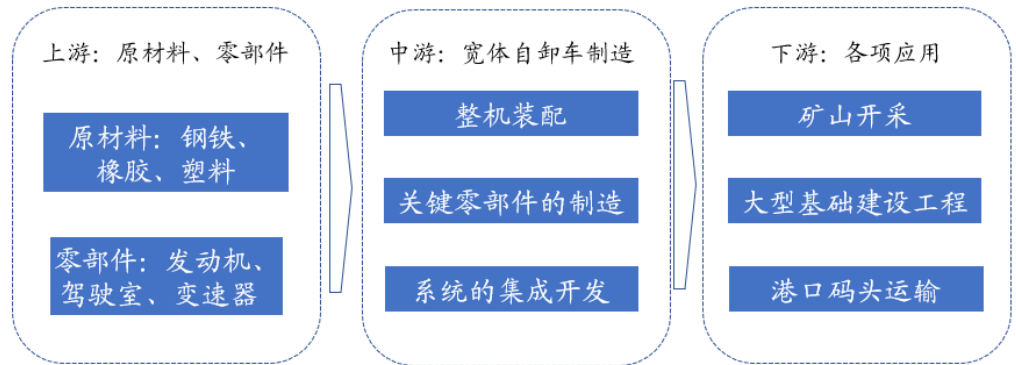 上游：原材料、零部件
原材料：钢铁、
橡胶、塑料
零部件：发动机、
驾驶室、变速器
中游：宽体自卸车制造
整机装配
关键零部件的制造
系统的集成开发
下游：各项应用
矿山开采
大型基础建设工程
港口码头运输